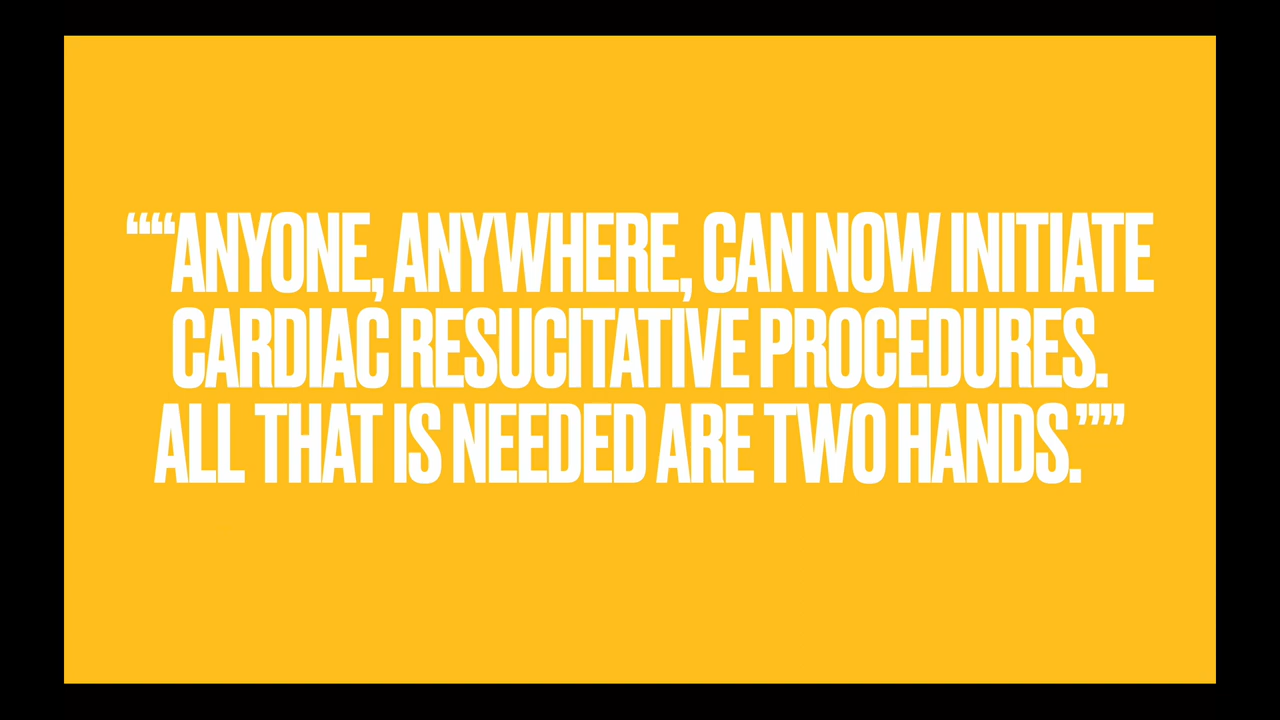 ““ANYONE, ANYWHERE, CAN NOW INITIATE
CARDIAC RESUCITATIVE PROCEDURES.
ALL THAT IS NEEDED ARE TWO HANDS.””